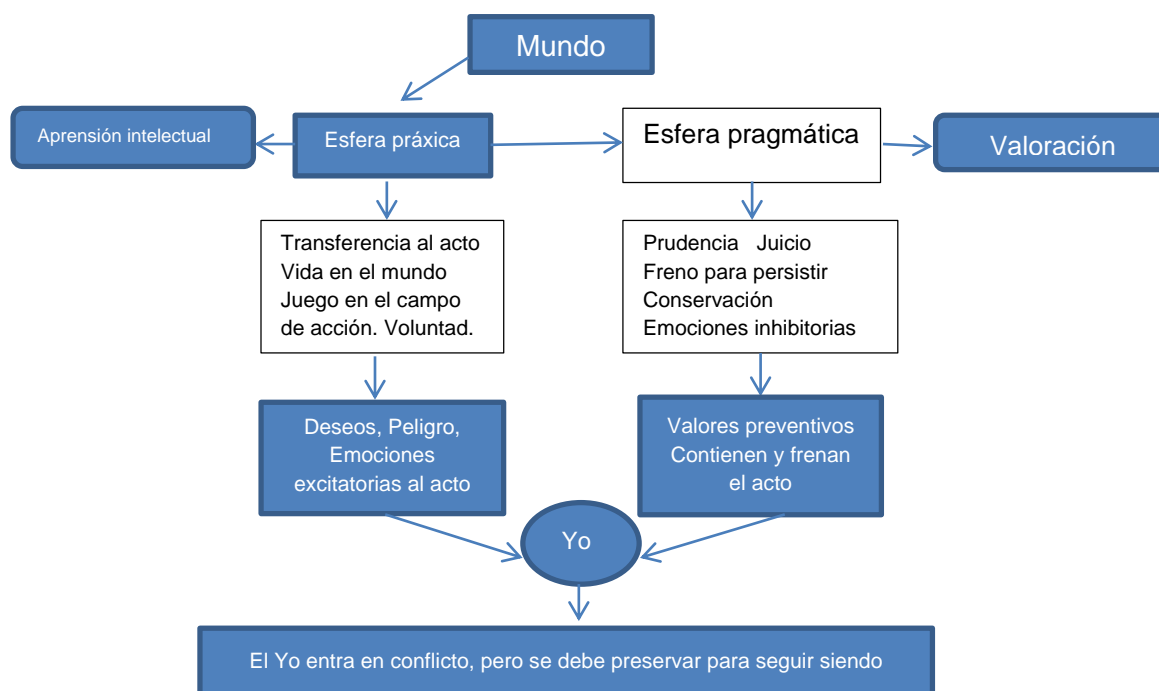 Mundo
Aprensión intelectual
Esfera práxica
Esfera pragmática
Valoración
Transferencia al acto
Vida en el mundo
Juego en el campo
de acción. Voluntad.
Prudencia   Juicio
Freno para persistir
Conservación
Emociones inhibitorias
Deseos, Peligro,
Emociones
excitatorias al acto
Valores preventivos
Contienen y frenan
el acto
Yo
El Yo entra en conflicto, pero se debe preservar para seguir siendo